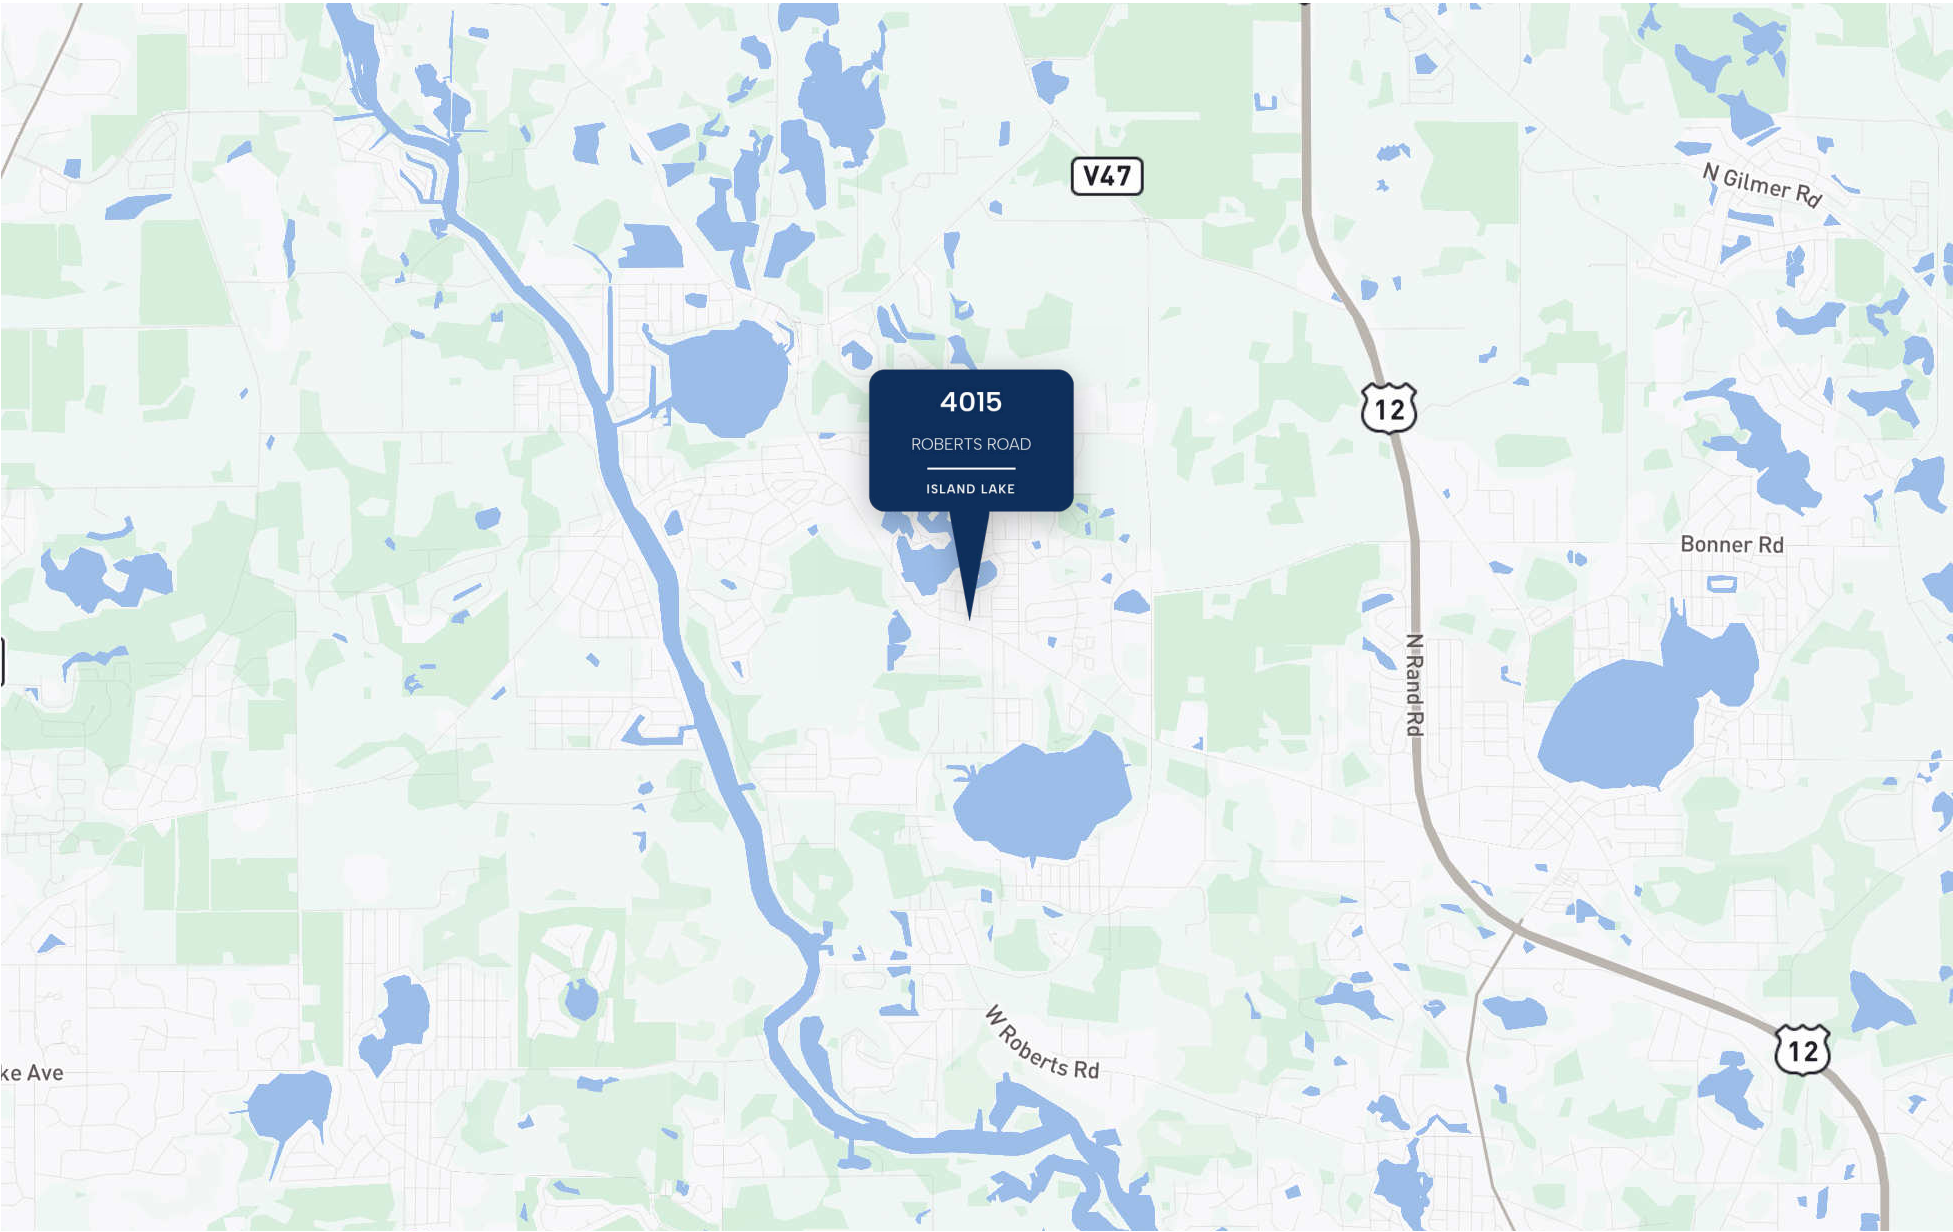 V47
N Gilmer Rd
4015
ROBERTS ROAD
ISLAND LAKE
12
Bonner Rd
N Rand Rd
W Roberts Rd
12
ke Ave